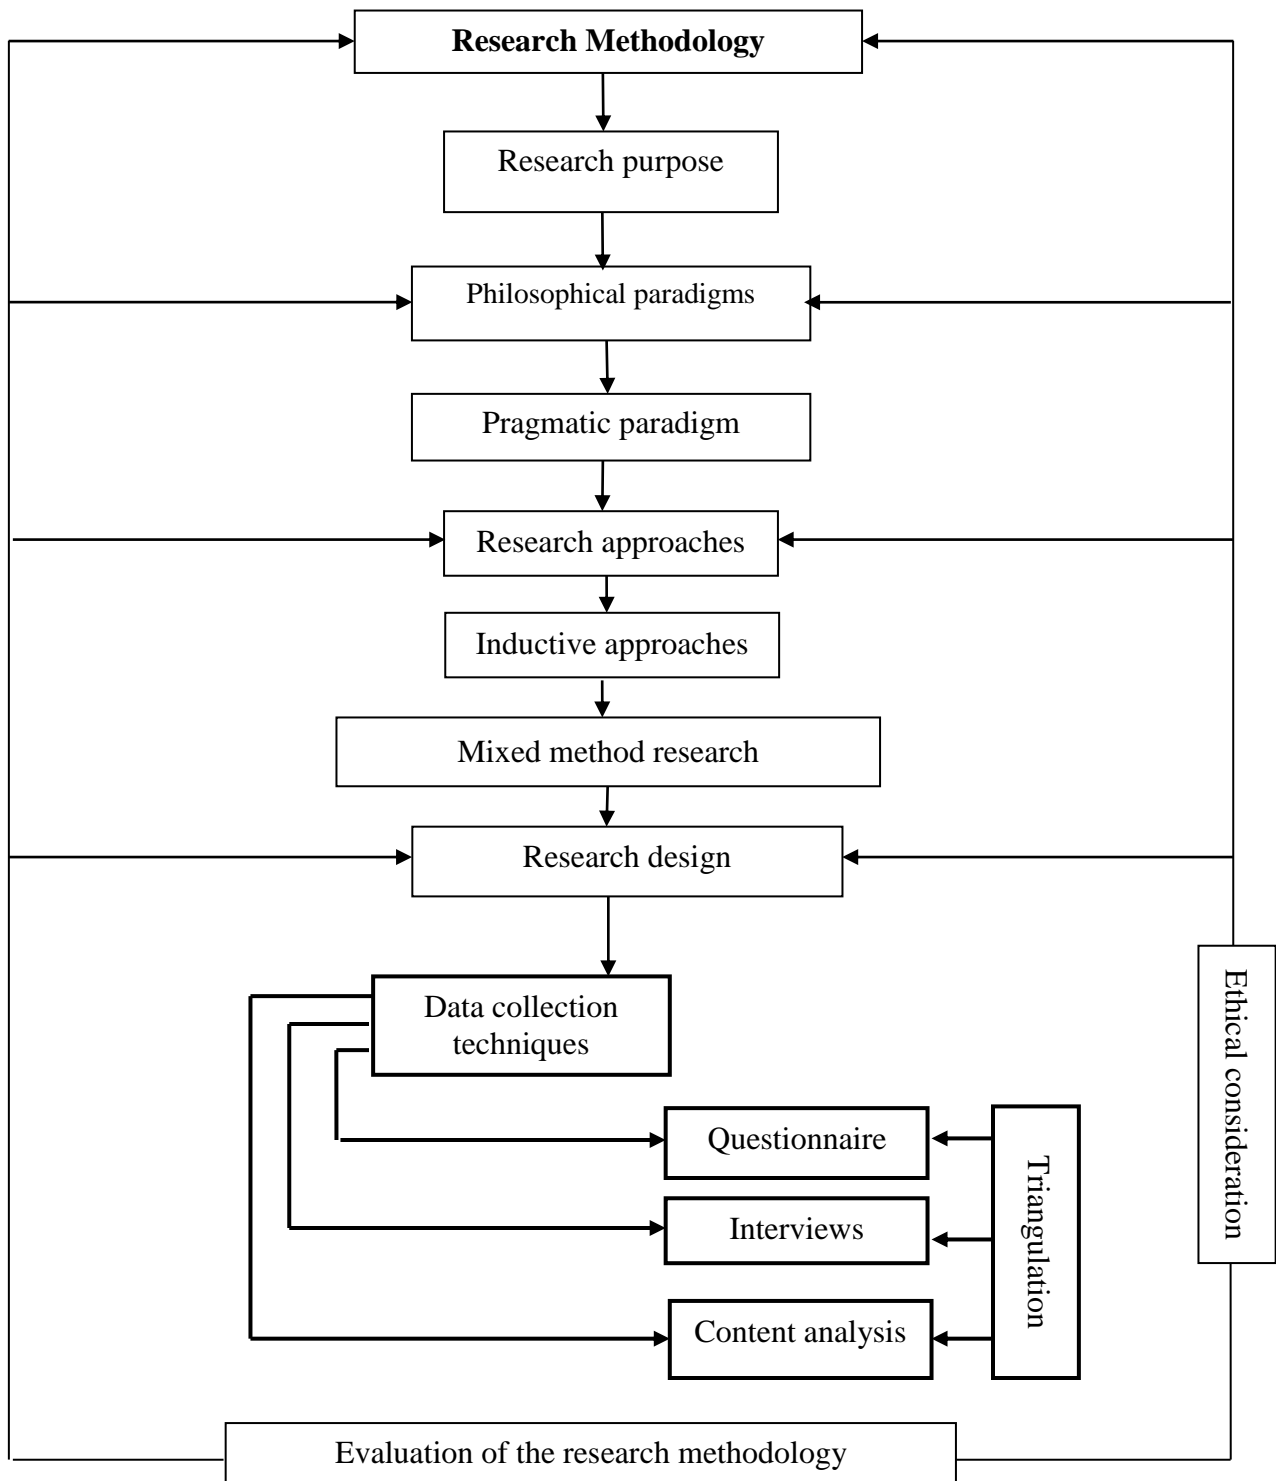 Research Methodology
Research purpose
Philosophical paradigms
Pragmatic paradigm
Research approaches
Inductive approaches
Mixed method research
Research design
Data collection
techniques
Questionnaire
Interviews
Content analysis
Triangulation
Ethical consideration
Evaluation of the research methodology